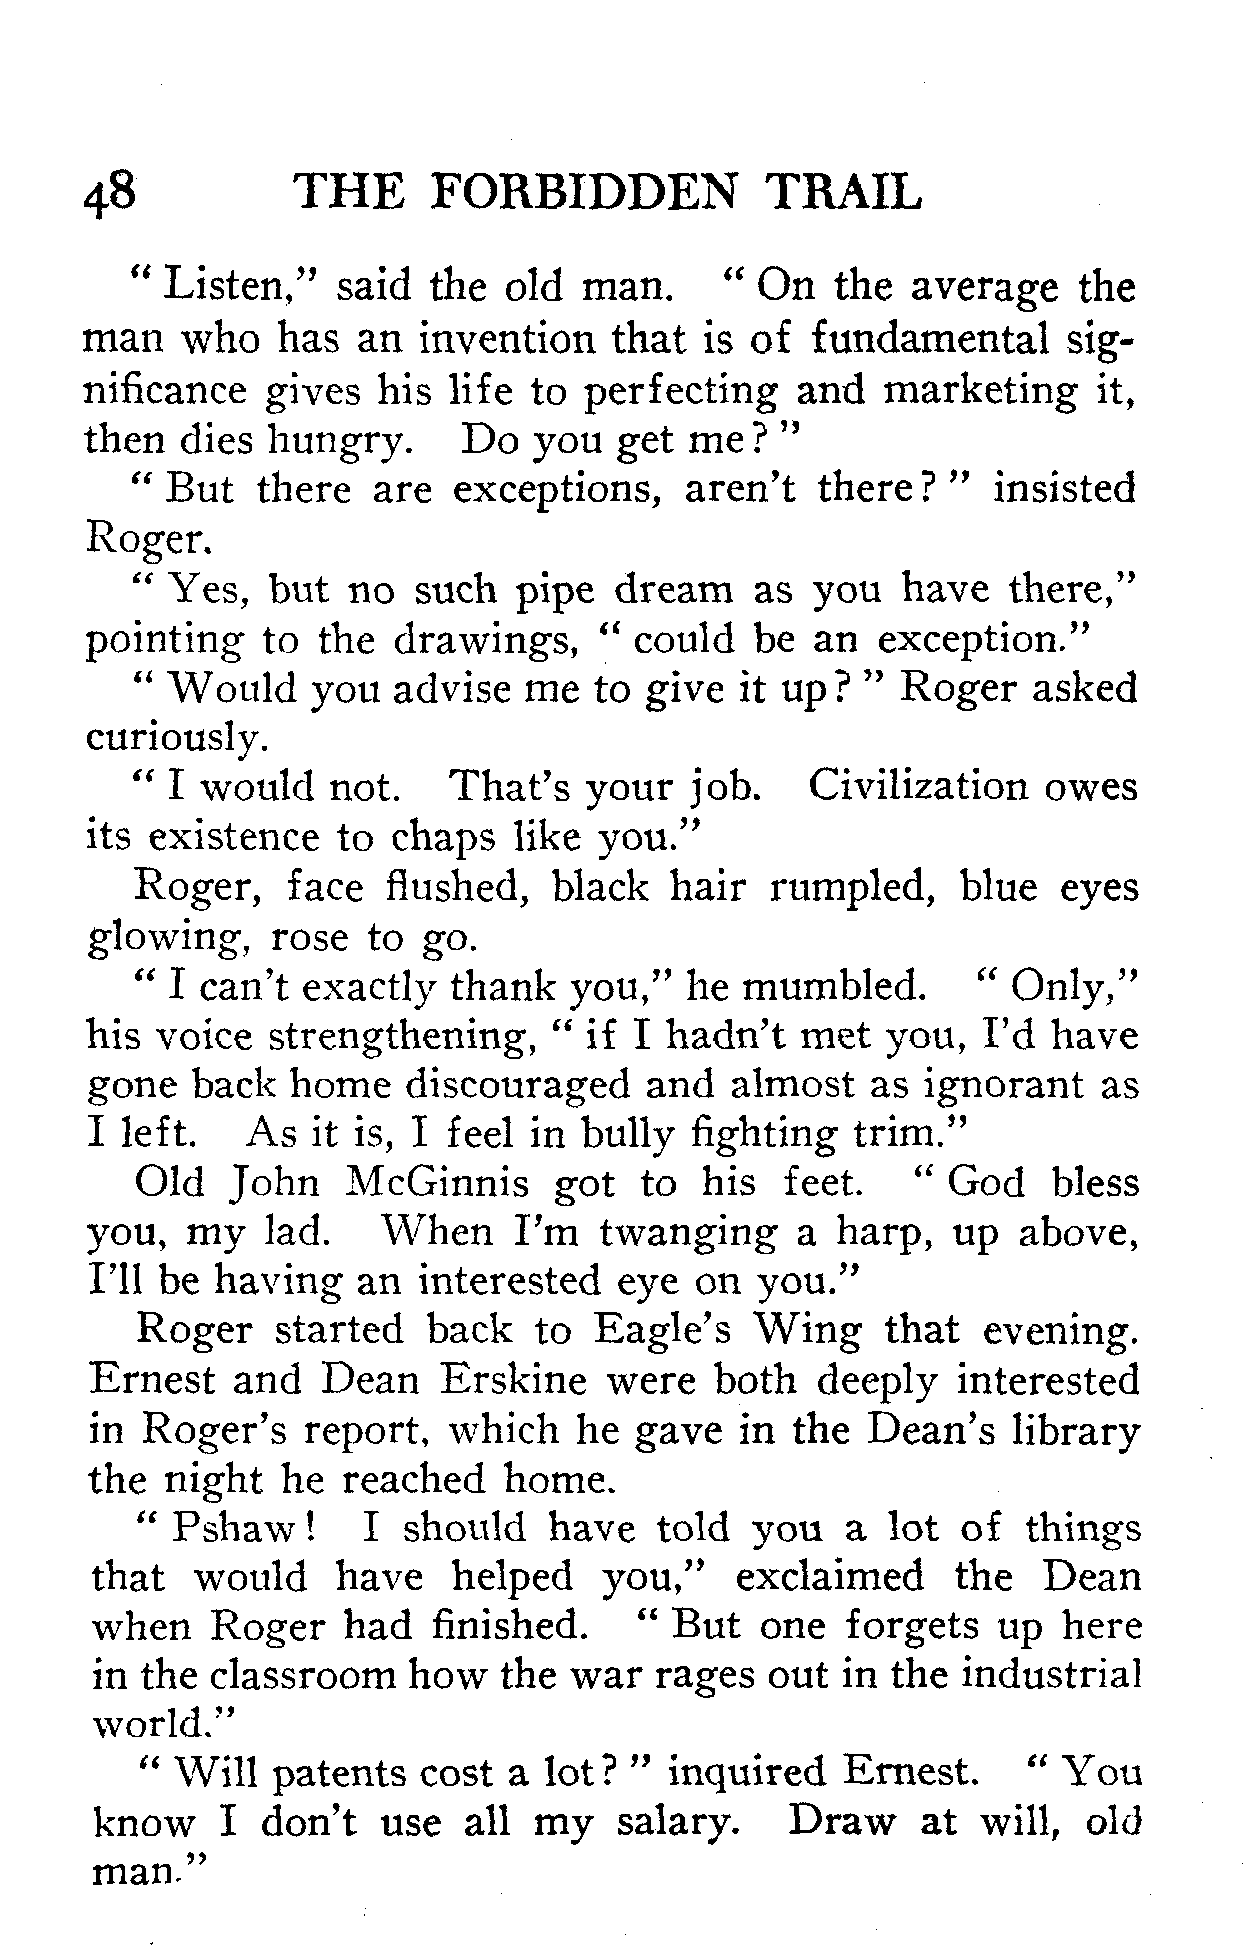 48 THE FORBIDDEN TRAIL
“ Listen,” said the old man. “ On the average the
man who has an invention that is of fundamental sig-
nificance gives his life to perfecting and marketing it,
then dies hungry. Do you get me? ”
“ But there are exceptions, aren't there? ” insisted
Roger.
“ Yes, but no such pipe dream as you have there,”
pointing to the drawings, “ could be an exception.”
“ Would you advise me to give it up? ” Roger asked
curiously.
“ I would not. That's your job. Civilization owes
its existence to chaps like you.”
Roger, face flushed, black hair rumpled, blue eyes
glowing, rose to go.
“ I can't exactly thank you,” he mumbled. “ Only,”
his voice strengthening, “ if I hadn't met you, I'd have
gone back home discouraged and almost as ignorant as
I left. As it is, I feel in bully fighting trim.”
Old John McGinnis got to his feet. “ God bless
you, my lad. When I'm twanging a harp, up above,
I'll be having an interested eye on you.”
Roger started back to Eagle's Wing that evening.
Ernest and Dean Erskine were both deeply interested
in Roger's report, which he gave in the Dean's library
the night he reached home.
“ Pshaw! I should have told you a lot of things
that would have helped you,” exclaimed the Dean
when Roger had finished. “ But one forgets up here
in the classroom how the war rages out in the industrial
world.”
“ Will patents cost a lot? ” inquired Ernest. “ You
know I don't use all my salary. Draw at will, old
man.”